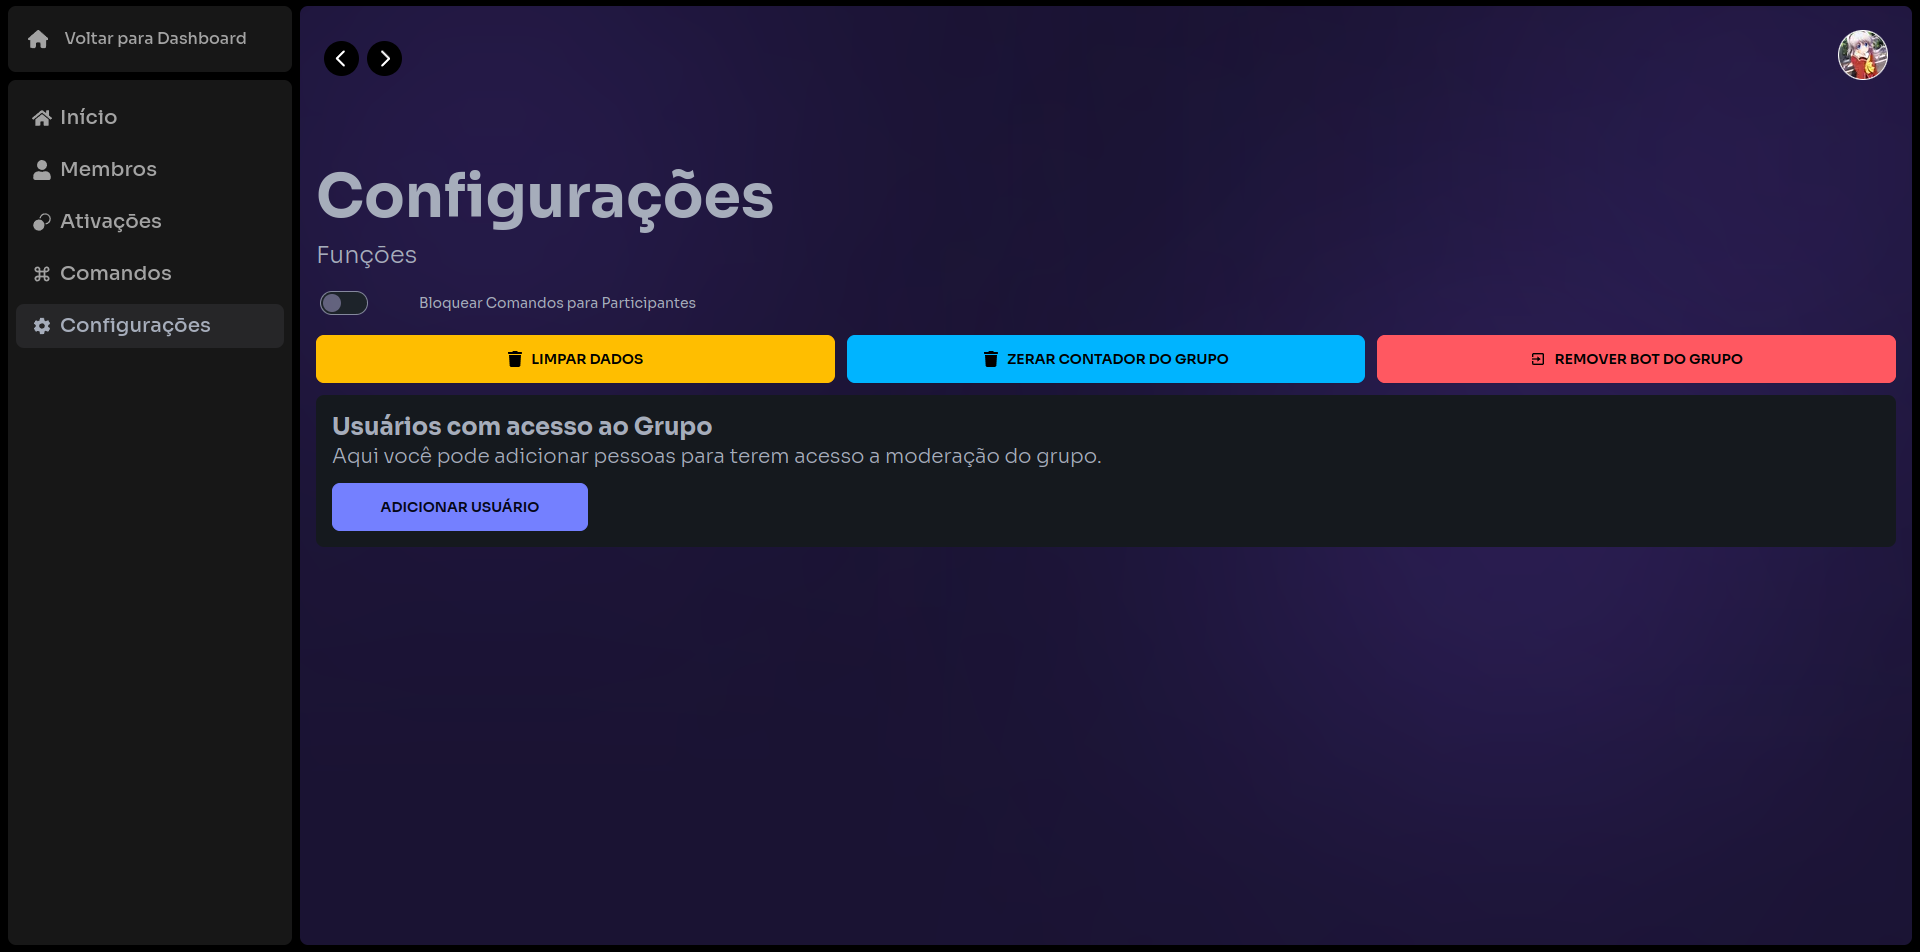 Voltar para Dashboard
Início
Membros
Ativações
Comandos
Configurações
Configurações
Funções
Bloquear Comandos para Participantes
LIMPAR DADOS
ZERAR CONTADOR DO GRUPO
REMOVER BOT DO GRUPO
Usuários com acesso ao Grupo
Aqui você pode adicionar pessoas para terem acesso a moderação do grupo.
ADICIONAR USUÁRIO